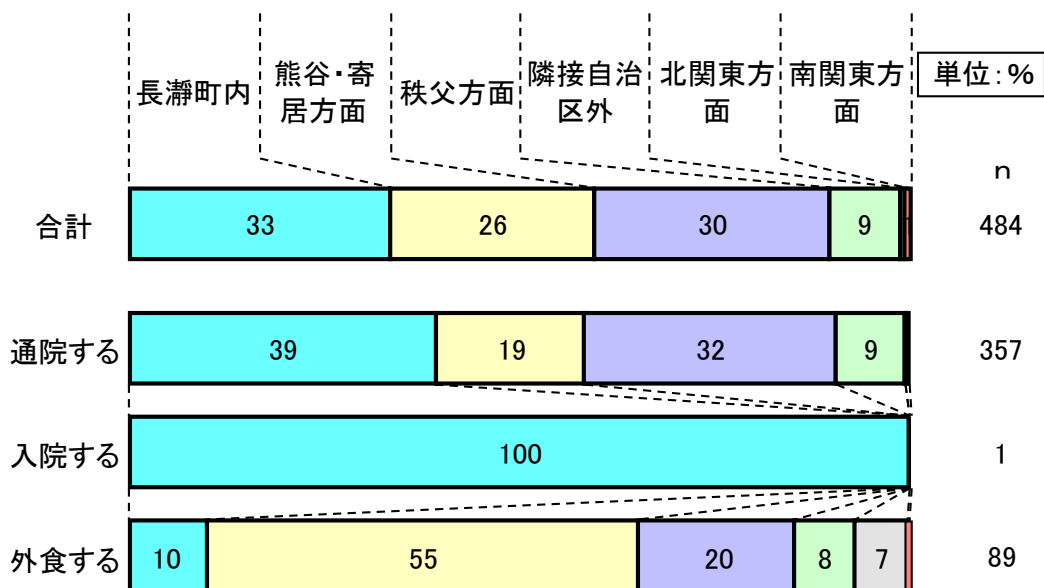 長瀞町内
熊谷・寄
居方面
秩父方面
隣接自治
区外
北関東方
面
南関東方
面
単位：%
n
合計 33 26 30 9 484
通院する 39 19 32 9 357
入院する 100 1
外食する 10 55 20 8 7 89